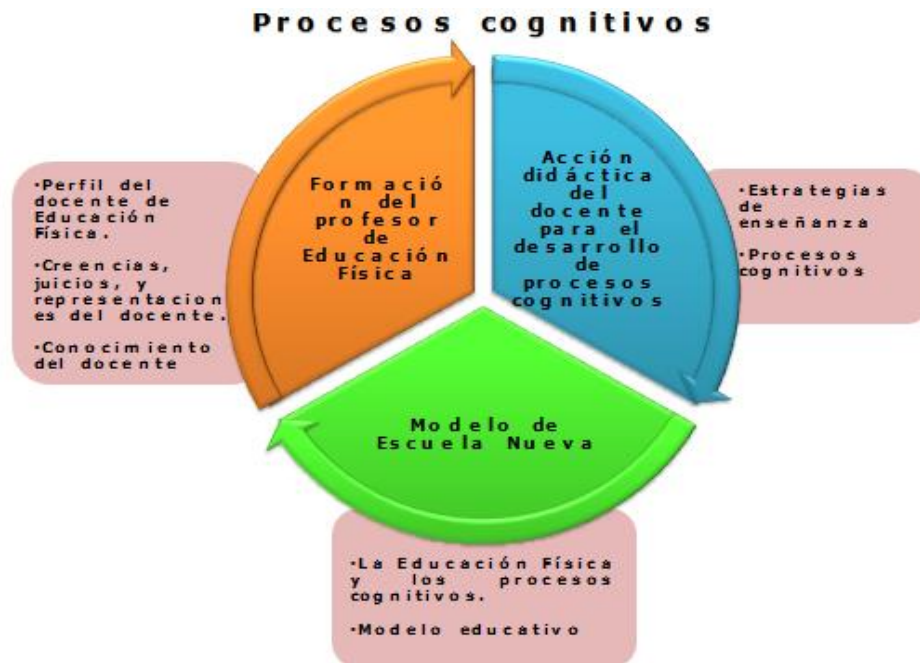 Procesos cognitivos
Formació
n del
profesor
de
Educación
Física
Acción
didáctica
del
docente
para el
desarrollo
de
procesos
cognitivos
Modelo de
Escuela Nueva
•Perfil del
docente de
Educación
Física.
•Creencias,
juicios, y
representacion
es del docente.
•Conocimiento
del docente
•Estrategias
de
enseñanza
•Procesos
cognitivos
•La Educación Física
y los procesos
cognitivos.
•Modelo educativo